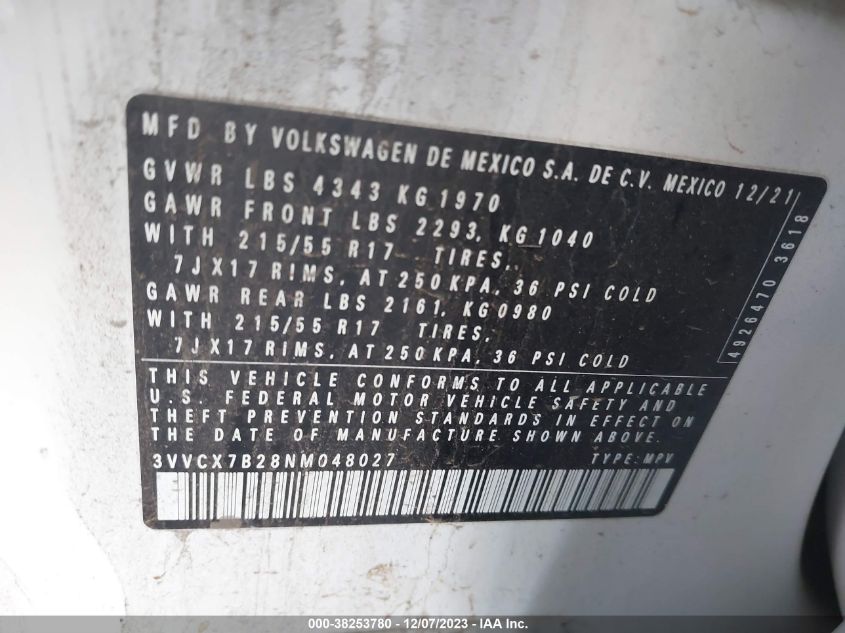 MFD BY VOLKSWAGEN DE MEXICO S.A. DE C.V. MEXICO 12/21
GVWR LBS 4343 KG 1970
GAWR FRONT LBS 2293, KG 1040
WITH 215/55 R17 TIRES,
7JX17 RIMS, AT 250 KPA, 36 PSI COLD
GAWR REAR LBS 2161, KG0980
WITH 215/55 R17 TIRES,
7JX17 RIMS, AT 250 KPA, 36 PSI COLD
4926470 3618
THIS VEHICLE CONFORMS TO ALL APPLICABLE
U.S. FEDERAL MOTOR VEHICLE SAFETY AND
THEFT PREVENTION STANDARDS IN EFFECT ON
THE DATE OF MANUFACTURE SHOWN ABOVE
3VVCX7B28NM048027 TYPE: MPV
000-38253780 - 12/07/2023 - IAA Inc.